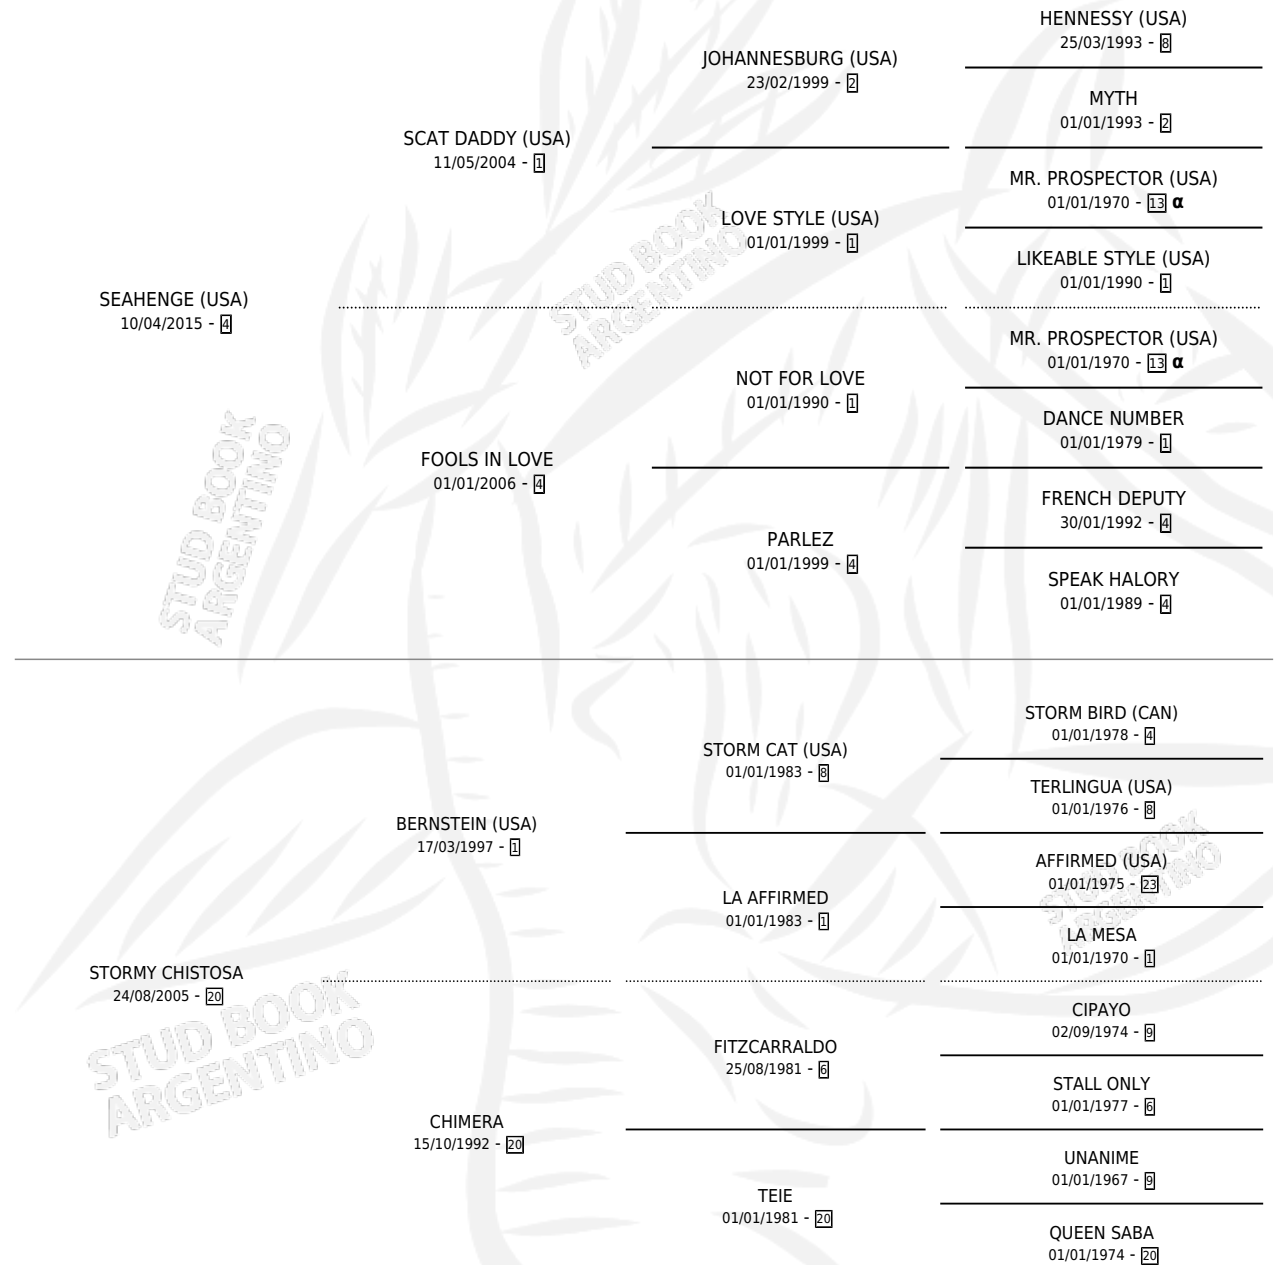 HENNESSY (USA)
25/03/1993 - 8
JOHANNESBURG (USA)
23/02/1999 - 2
MYTH
01/01/1993 - 2
SCAT DADDY (USA)
11/05/2004 - 1
MR. PROSPECTOR (USA)
01/01/1970 - 13 α
LOVE STYLE (USA)
01/01/1999 - 1
LIKEABLE STYLE (USA)
01/01/1990 - 1
SEAHENGE (USA)
10/04/2015 - 4
MR. PROSPECTOR (USA)
01/01/1970 - 13 α
NOT FOR LOVE
01/01/1990 - 1
DANCE NUMBER
01/01/1979 - 1
FOOLS IN LOVE
01/01/2006 - 4
FRENCH DEPUTY
30/01/1992 - 4
PARLEZ
01/01/1999 - 4
SPEAK HALORY
01/01/1989 - 4
STORM BIRD (CAN)
01/01/1978 - 4
STORM CAT (USA)
01/01/1983 - 8
TERLINGUA (USA)
01/01/1976 - 8
BERNSTEIN (USA)
17/03/1997 - 1
AFFIRMED (USA)
01/01/1975 - 23
LA AFFIRMED
01/01/1983 - 1
LA MESA
01/01/1970 - 1
STORMY CHISTOSA
24/08/2005 - 20
CIPAYO
02/09/1974 - 9
FITZCARRALDO
25/08/1981 - 6
STALL ONLY
01/01/1977 - 6
CHIMERA
15/10/1992 - 20
UNANIME
01/01/1967 - 9
TEIE
01/01/1981 - 20
QUEEN SABA
01/01/1974 - 20
STUD BOOK
ARGENTINO
STUD BOOK
ARGENTINO
STUD BOOK
ARGENTINO
STUD BOOK
ARGENTINO